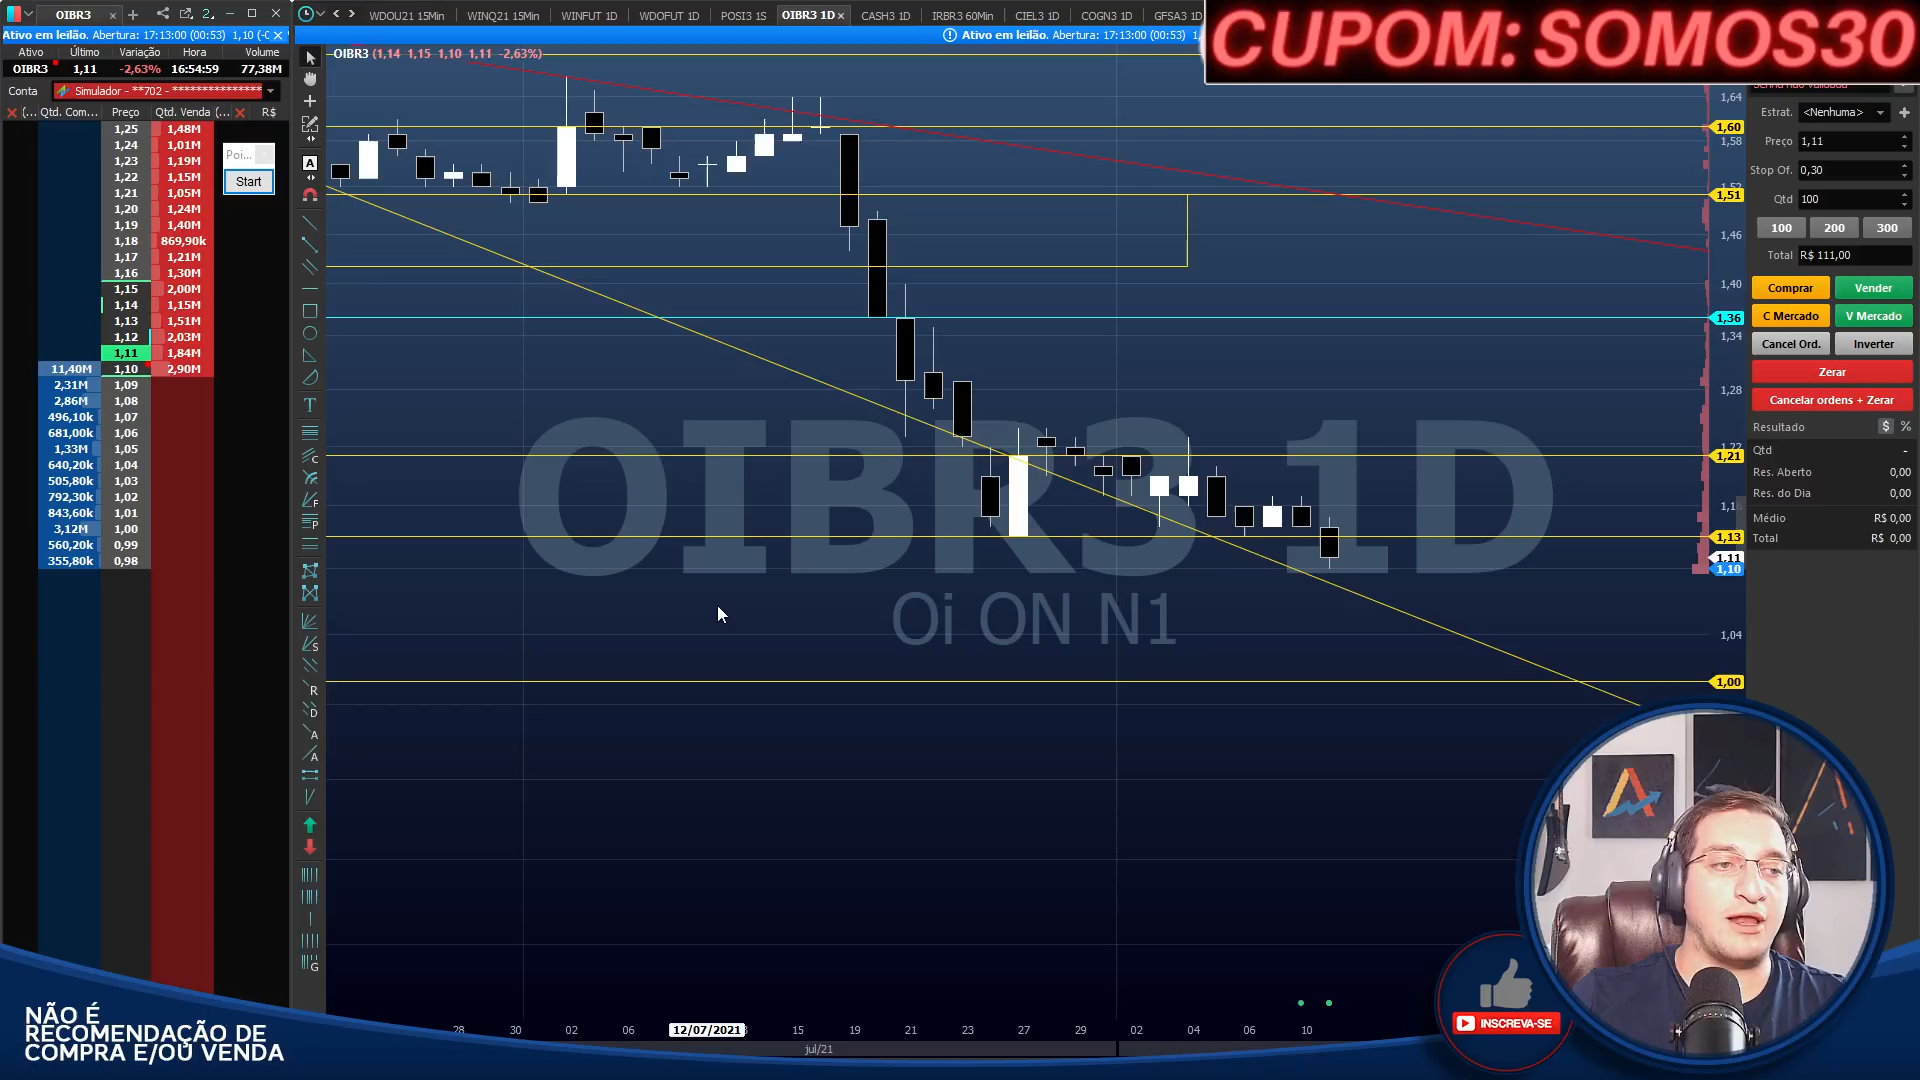 OIBR3
Ativo em leilão. Abertura: 17:13:00 (00:53) 1,10 (-0
Ativo Último Variação Hora Volume
OIBR3 1,11 -2,63% 16:54:59 77,38M
Conta Simulador - **702 - ****************
(... Qtd. Com... Preço Qtd. Venda (... R$
1,25 1,48M
1,24 1,01M
1,23 1,19M
1,22 1,15M
1,21 1,05M
1,20 1,24M
1,19 1,40M
1,18 869,90k
1,17 1,21M
1,16 1,30M
1,15 2,00M
1,14 1,15M
1,13 1,51M
1,12 2,03M
1,11 1,84M
11,40M 1,10 2,90M
2,31M 1,09
2,86M 1,08
496,10k 1,07
681,00k 1,06
1,33M 1,05
640,20k 1,04
505,80k 1,03
792,30k 1,02
843,60k 1,01
3,12M 1,00
560,20k 0,99
355,80k 0,98
Poi...
Start
WDOU21 15Min WINQ21 15Min WINFUT 1D WDOFUT 1D POSI3 1S OIBR3 1D CASH3 1D IRBR3 60Min CIEL3 1D COGN3 1D GFSA3 1D
Ativo em leilão. Abertura: 17:13:00 (00:53)
OIBR3 (1,14 1,15 1,10 1,11 -2,63%)
CUPOM: SOMOS30
OIBR3 1D
Oi ON N1
1,64
1,60
1,58
1,51
1,46
1,40
1,36
1,34
1,28
1,21
1,13
1,11
1,10
1,04
1,00
Estrat. <Nenhuma>
Preço 1,11
Stop Of. 0,30
Qtd 100
100 200 300
Total R$ 111,00
Comprar Vender
C Mercado V Mercado
Cancel Ord. Inverter
Zerar
Cancelar ordens + Zerar
Resultado $ %
Qtd -
Res. Aberto 0,00
Res. do Dia 0,00
Médio R$ 0,00
Total R$ 0,00
28 30 02 06 12/07/2021 15 19 21 23 27 29 02 04 06 10
jul/21
NÃO É
RECOMENDAÇÃO DE
COMPRA E/OU VENDA
INSCREVA-SE